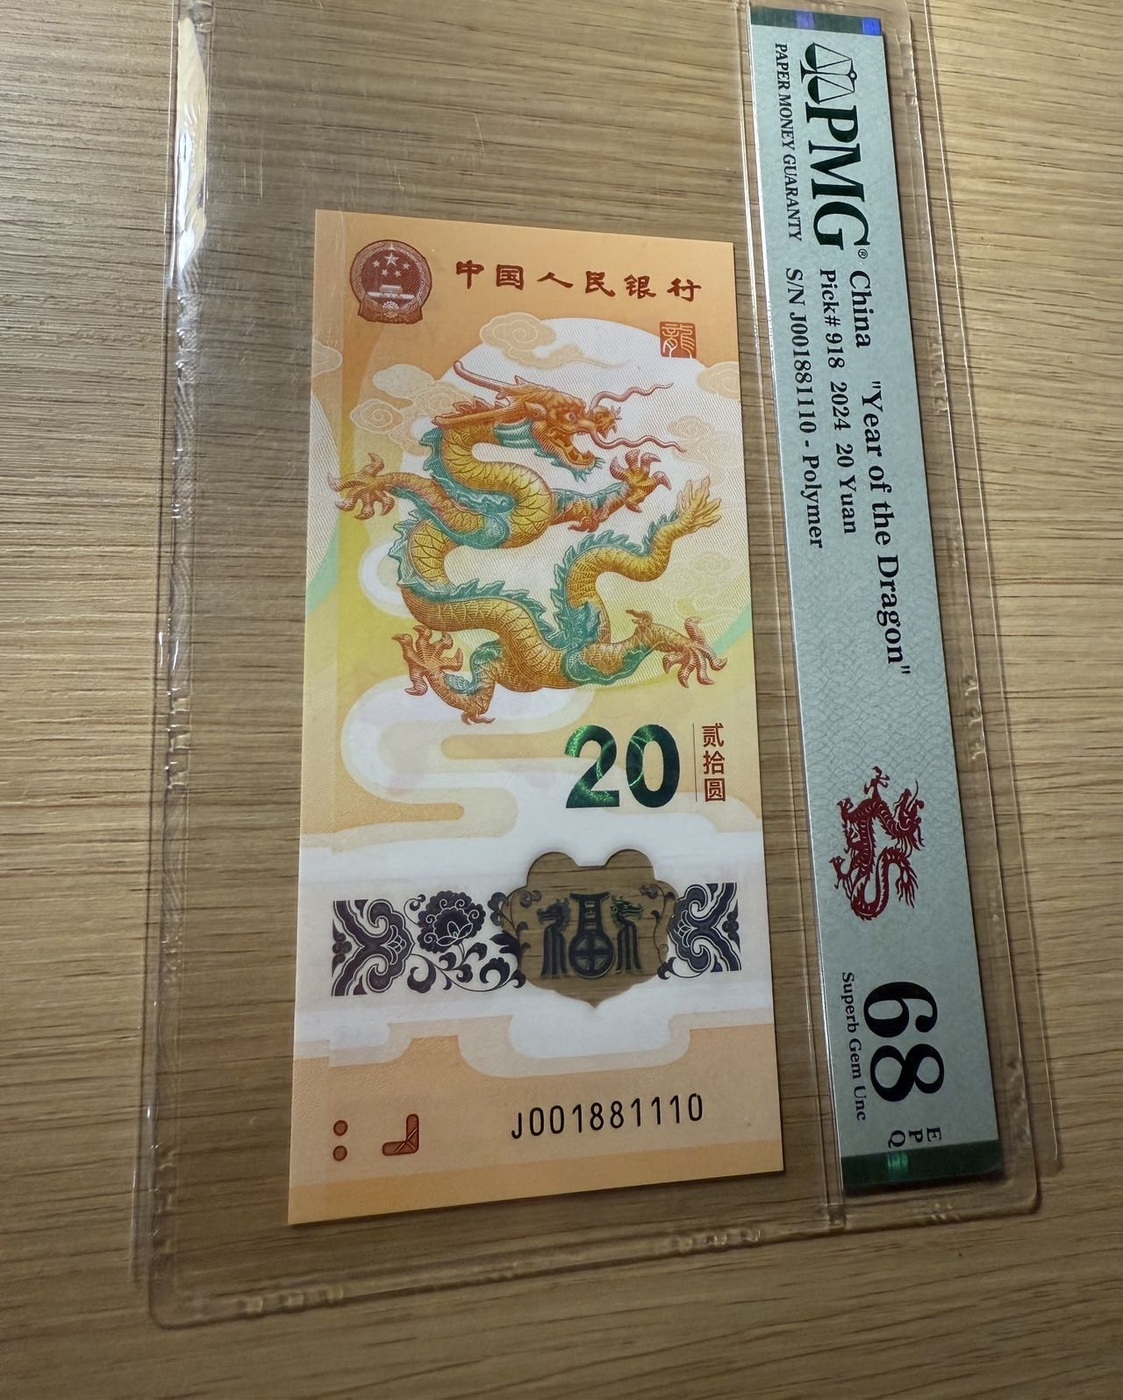 中国人民银行
龍
20
贰拾圆
J001881110
PMG®
PAPER MONEY GUARANTY
China "Year of the Dragon"
Pick# 918 2024 20 Yuan
S/N J001881110 - Polymer
68
EPQ
Superb Gem Unc